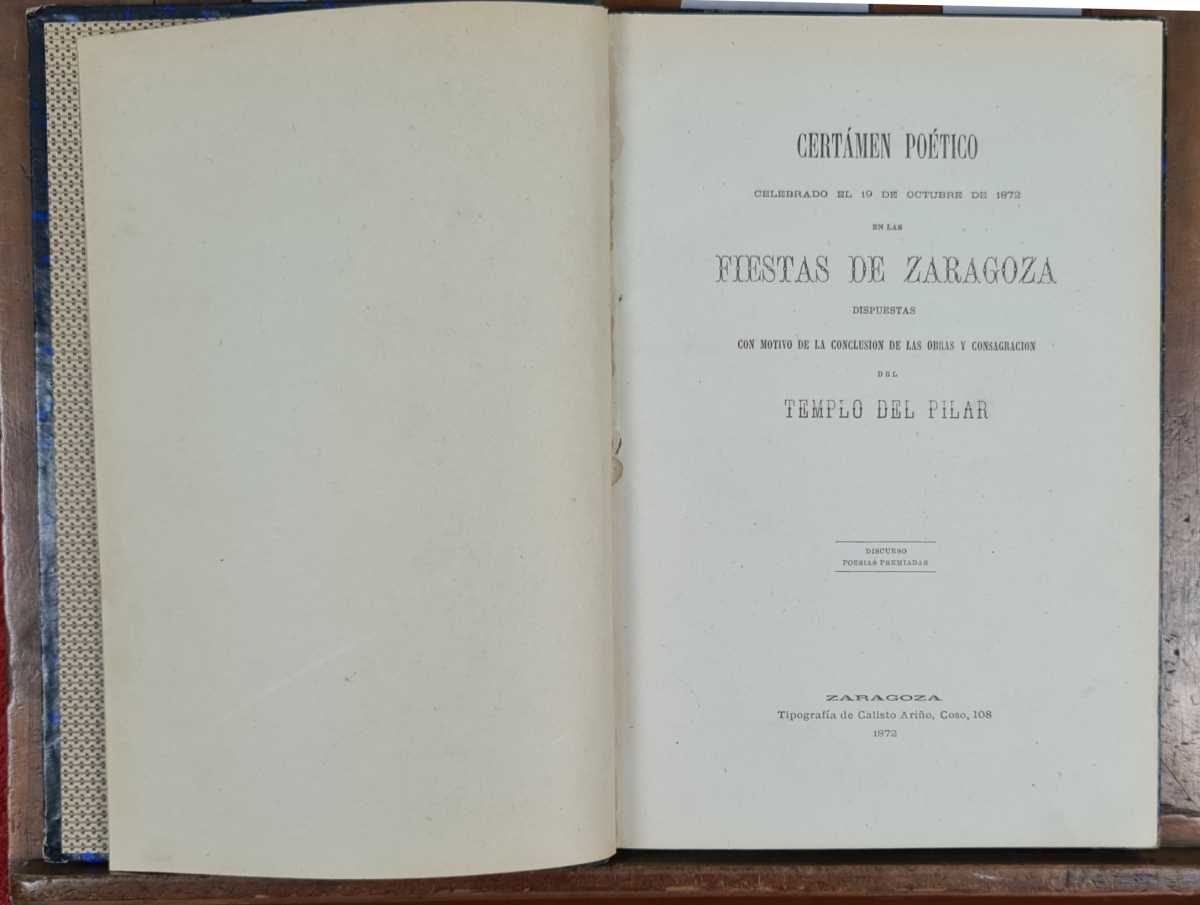 CERTÁMEN POÉTICO
CELEBRADO EL 19 DE OCTUBRE DE 1872
EN LAS
FIESTAS DE ZARAGOZA
DISPUESTAS
CON MOTIVO DE LA CONCLUSION DE LAS OBRAS Y CONSAGRACION
DEL
TEMPLO DEL PILAR
DISCURSO
POESIAS PREMIADAS
ZARAGOZA
Tipografía de Calisto Ariño, Coso, 108
1872